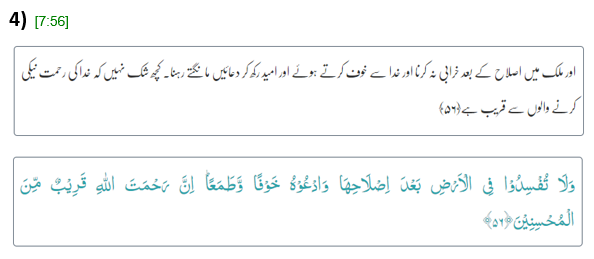 4) [7:56]
اور ملک میں اصلاح کے بعد خرابی نہ کرنا اور خدا سے خوف کرتے ہوئے اور امید رکھ کر دعائیں مانگتے رہنا۔ کچھ شک نہیں کہ خدا کی رحمت نیکی
کرنے والوں سے قریب ہے ﴿۵۶﴾
وَلَا تُفۡسِدُوۡا فِى الۡاَرۡضِ بَعۡدَ اِصۡلَاحِهَا وَادۡعُوۡهُ خَوۡفًا وَّطَمَعًا‌ ؕ اِنَّ رَحۡمَتَ اللّٰهِ قَرِيۡبٌ مِّنَ
الۡمُحۡسِنِيۡنَ‏ ﴿۵۶﴾